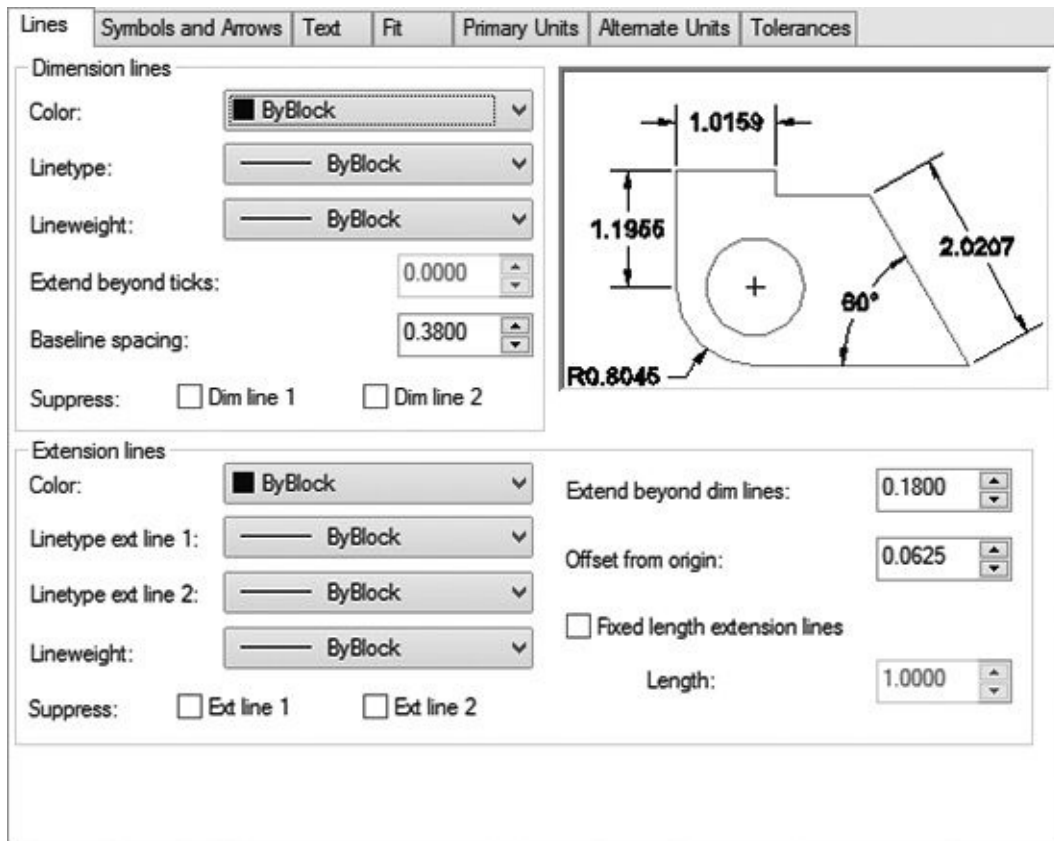 Lines Symbols and Arrows Text Fit Primary Units Alternate Units Tolerances
Dimension lines
Color: ByBlock
Linetype: ByBlock
Lineweight: ByBlock
Extend beyond ticks: 0.0000
Baseline spacing: 0.3800
Suppress: Dim line 1 Dim line 2
1.0159
1.1955
2.0207
60°
R0.8045
Extension lines
Color: ByBlock
Linetype ext line 1: ByBlock
Linetype ext line 2: ByBlock
Lineweight: ByBlock
Suppress: Ext line 1 Ext line 2
Extend beyond dim lines: 0.1800
Offset from origin: 0.0625
Fixed length extension lines
Length: 1.0000